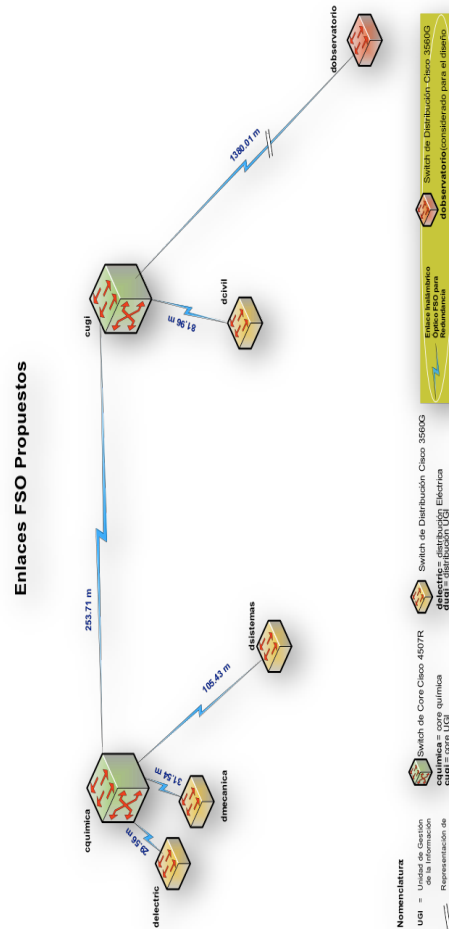 Enlaces FSO Propuestos
cquimica
253.71 m
cugi
1380.01 m
dobservatorio
81.96 m
dcivil
29.56 m
31.54 m
105.43 m
delectric
dmecanica
dsistemas
Nomenclatura:
UGI = Unidad de Gestión
de la Información
Representación de
Switch de Core Cisco 4507R
cquimica = core química
cugi = core UGI
Switch de Distribución Cisco 3560G
delectric = distribución Eléctrica
dugi = distribución UGI
Enlace Inalámbrico
Óptico FSO para
Redundancia
Switch de Distribución Cisco 3560G
dobservatorio(considerado para el diseño